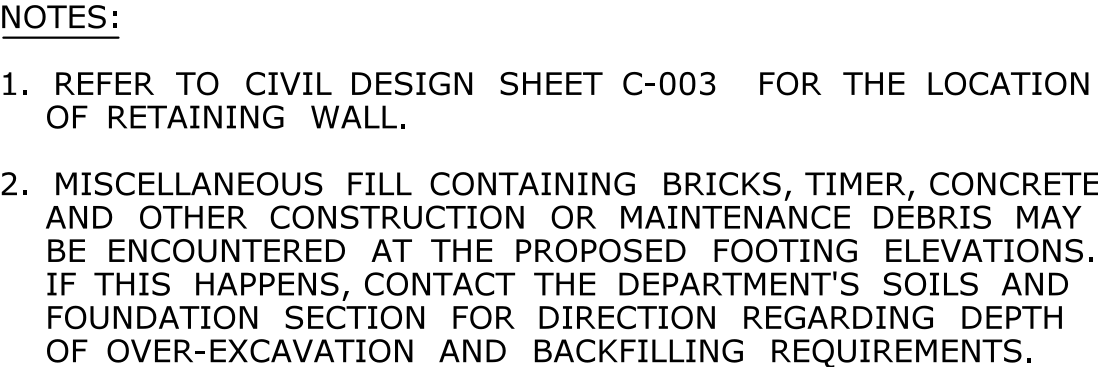 NOTES:
1. REFER TO CIVIL DESIGN SHEET C-003 FOR THE LOCATION
OF RETAINING WALL.
2. MISCELLANEOUS FILL CONTAINING BRICKS, TIMER, CONCRETE
AND OTHER CONSTRUCTION OR MAINTENANCE DEBRIS MAY
BE ENCOUNTERED AT THE PROPOSED FOOTING ELEVATIONS.
IF THIS HAPPENS, CONTACT THE DEPARTMENT'S SOILS AND
FOUNDATION SECTION FOR DIRECTION REGARDING DEPTH
OF OVER-EXCAVATION AND BACKFILLING REQUIREMENTS.